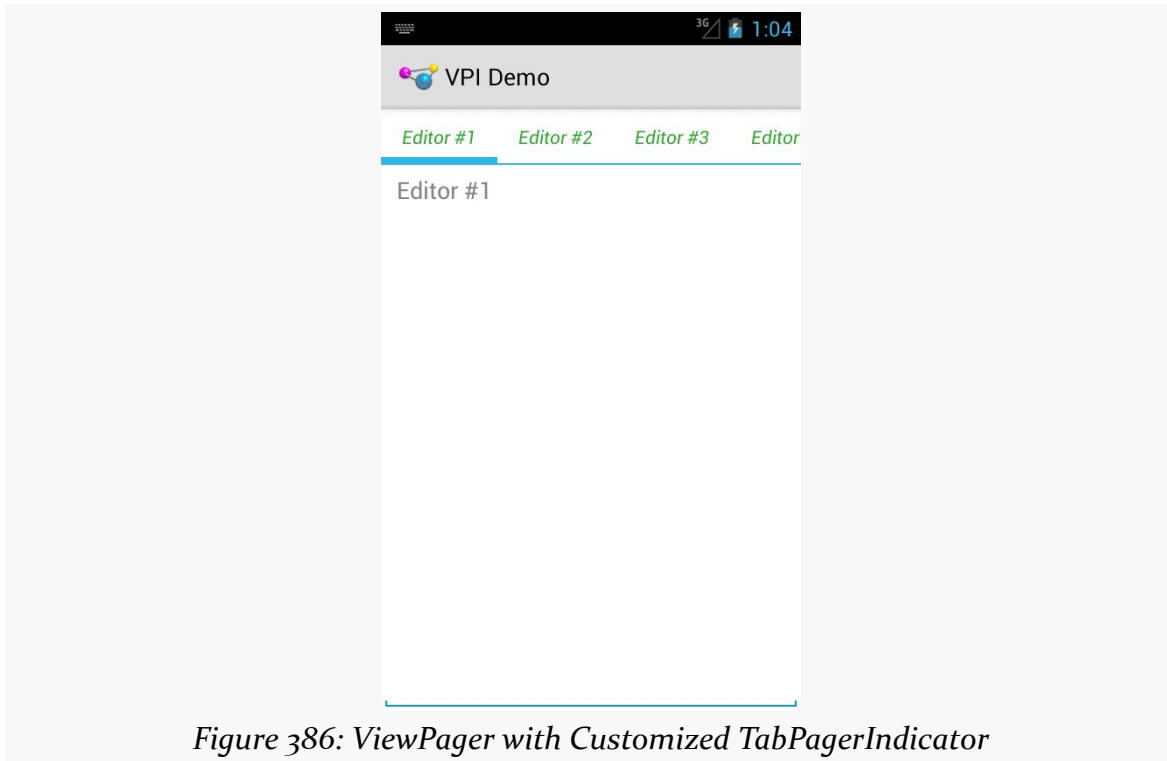 3G 1:04
VPI Demo
Editor #1 Editor #2 Editor #3 Editor
Editor #1
Figure 386: ViewPager with Customized TabPagerIndicator